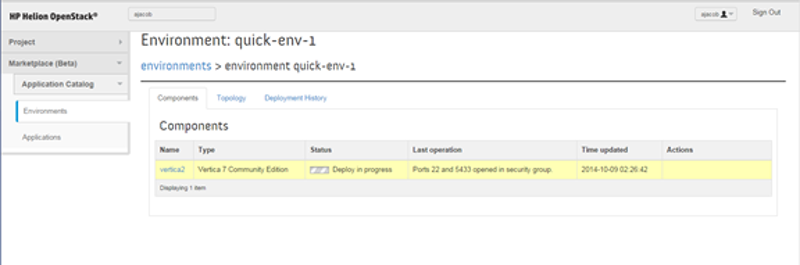 HP Helion OpenStack®
ajacob
ajacob
Sign Out
Project
Marketplace (Beta)
Application Catalog
Environments
Applications
Environment: quick-env-1
environments > environment quick-env-1
Components Topology Deployment History
Components
Name Type Status Last operation Time updated Actions
vertica2 Vertica 7 Community Edition Deploy in progress Ports 22 and 5433 opened in security group. 2014-10-09 02:26:42
Displaying 1 item